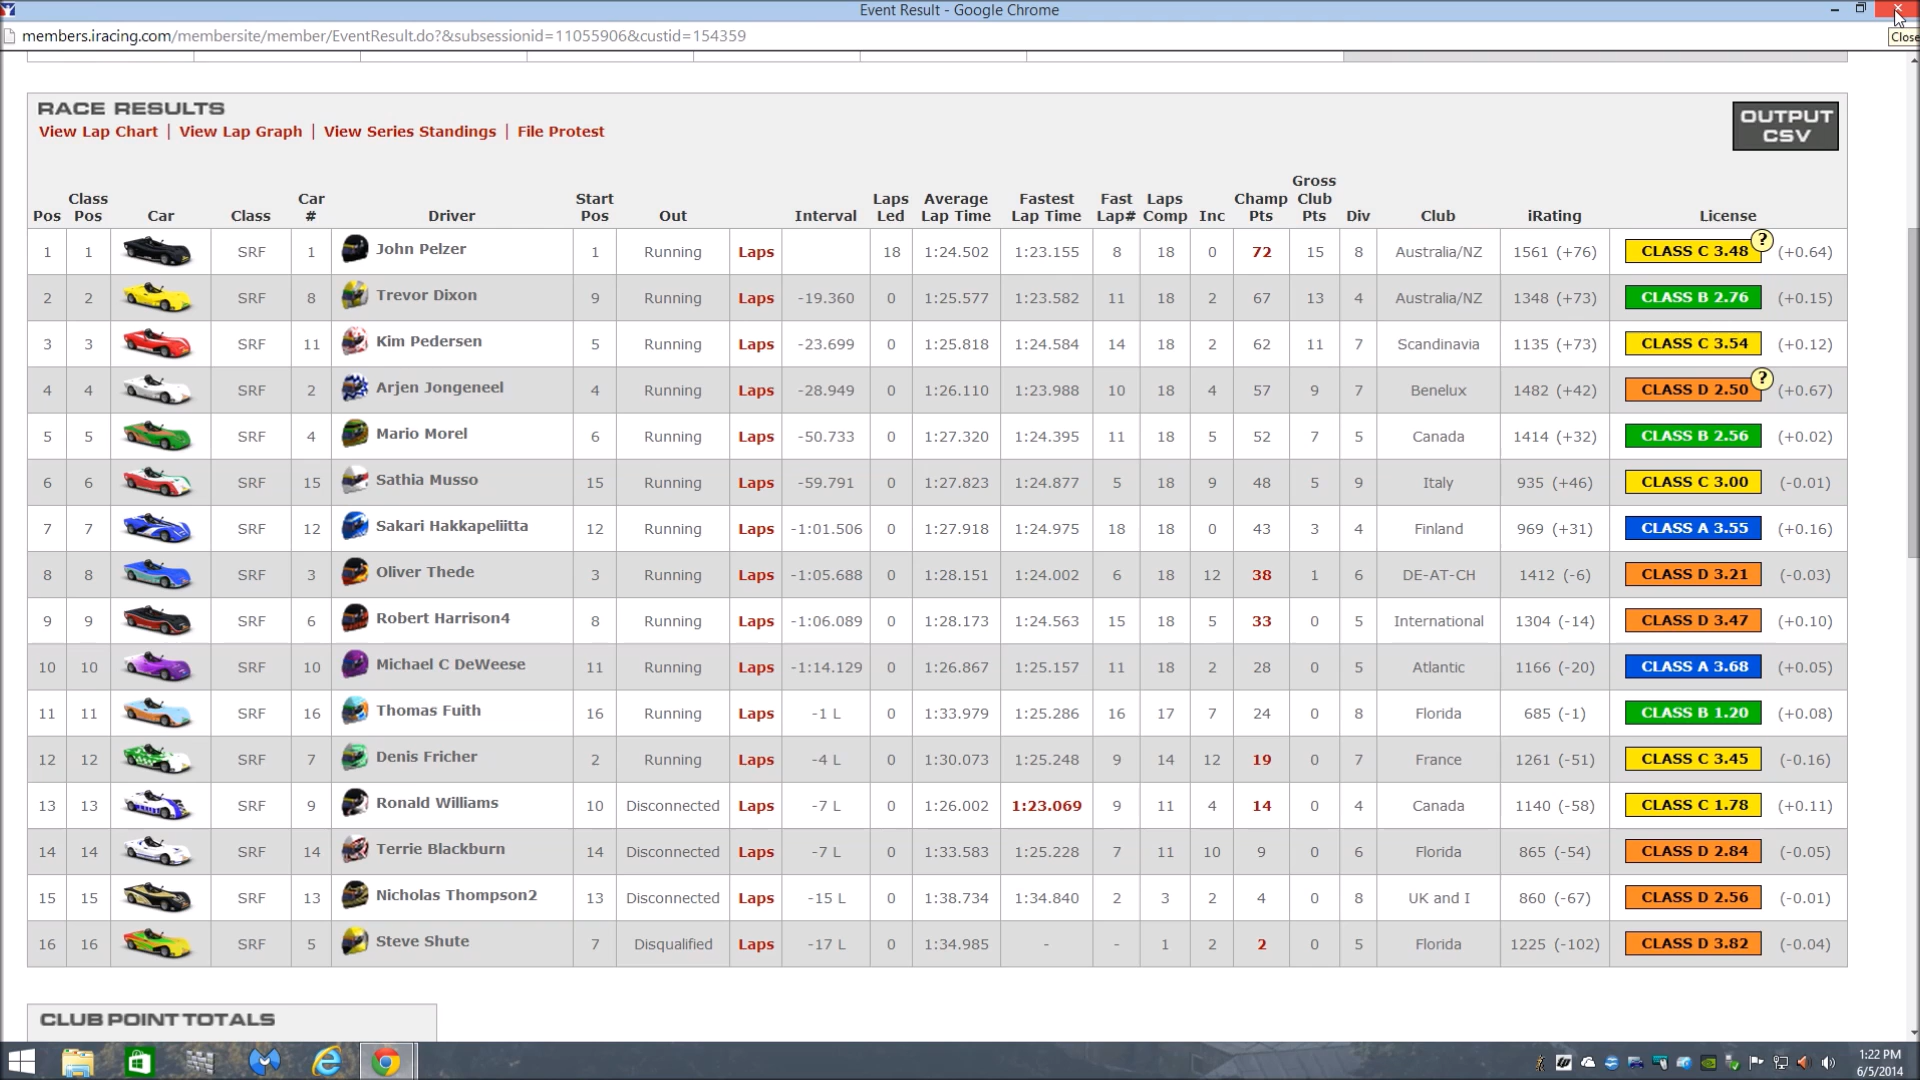 Event Result - Google Chrome
members.iracing.com/membersite/member/EventResult.do?&subsessionid=11055906&custid=154359
Close
RACE RESULTS
View Lap Chart | View Lap Graph | View Series Standings | File Protest
OUTPUT CSV
Pos Class Pos Car Class Car # Driver Start Pos Out Interval Laps Led Average Lap Time Fastest Lap Time Fast Lap# Laps Comp Inc Champ Pts Gross Club Pts Div Club iRating License
1 1 SRF 1 John Pelzer 1 Running Laps 18 1:24.502 1:23.155 8 18 0 72 15 8 Australia/NZ 1561 (+76) CLASS C 3.48 ? (+0.64)
2 2 SRF 8 Trevor Dixon 9 Running Laps -19.360 0 1:25.577 1:23.582 11 18 2 67 13 4 Australia/NZ 1348 (+73) CLASS B 2.76 (+0.15)
3 3 SRF 11 Kim Pedersen 5 Running Laps -23.699 0 1:25.818 1:24.584 14 18 2 62 11 7 Scandinavia 1135 (+73) CLASS C 3.54 (+0.12)
4 4 SRF 2 Arjen Jongeneel 4 Running Laps -28.949 0 1:26.110 1:23.988 10 18 4 57 9 7 Benelux 1482 (+42) CLASS D 2.50 ? (+0.67)
5 5 SRF 4 Mario Morel 6 Running Laps -50.733 0 1:27.320 1:24.395 11 18 5 52 7 5 Canada 1414 (+32) CLASS B 2.56 (+0.02)
6 6 SRF 15 Sathia Musso 15 Running Laps -59.791 0 1:27.823 1:24.877 5 18 9 48 5 9 Italy 935 (+46) CLASS C 3.00 (-0.01)
7 7 SRF 12 Sakari Hakkapeliitta 12 Running Laps -1:01.506 0 1:27.918 1:24.975 18 18 0 43 3 4 Finland 969 (+31) CLASS A 3.55 (+0.16)
8 8 SRF 3 Oliver Thede 3 Running Laps -1:05.688 0 1:28.151 1:24.002 6 18 12 38 1 6 DE-AT-CH 1412 (-6) CLASS D 3.21 (-0.03)
9 9 SRF 6 Robert Harrison4 8 Running Laps -1:06.089 0 1:28.173 1:24.563 15 18 5 33 0 5 International 1304 (-14) CLASS D 3.47 (+0.10)
10 10 SRF 10 Michael C DeWeese 11 Running Laps -1:14.129 0 1:26.867 1:25.157 11 18 2 28 0 5 Atlantic 1166 (-20) CLASS A 3.68 (+0.05)
11 11 SRF 16 Thomas Fuith 16 Running Laps -1 L 0 1:33.979 1:25.286 16 17 7 24 0 8 Florida 685 (-1) CLASS B 1.20 (+0.08)
12 12 SRF 7 Denis Fricher 2 Running Laps -4 L 0 1:30.073 1:25.248 9 14 12 19 0 7 France 1261 (-51) CLASS C 3.45 (-0.16)
13 13 SRF 9 Ronald Williams 10 Disconnected Laps -7 L 0 1:26.002 1:23.069 9 11 4 14 0 4 Canada 1140 (-58) CLASS C 1.78 (+0.11)
14 14 SRF 14 Terrie Blackburn 14 Disconnected Laps -7 L 0 1:33.583 1:25.228 7 11 10 9 0 6 Florida 865 (-54) CLASS D 2.84 (-0.05)
15 15 SRF 13 Nicholas Thompson2 13 Disconnected Laps -15 L 0 1:38.734 1:34.840 2 3 2 4 0 8 UK and I 860 (-67) CLASS D 2.56 (-0.01)
16 16 SRF 5 Steve Shute 7 Disqualified Laps -17 L 0 1:34.985 - - 1 2 2 0 5 Florida 1225 (-102) CLASS D 3.82 (-0.04)
CLUB POINT TOTALS
1:22 PM
6/5/2014